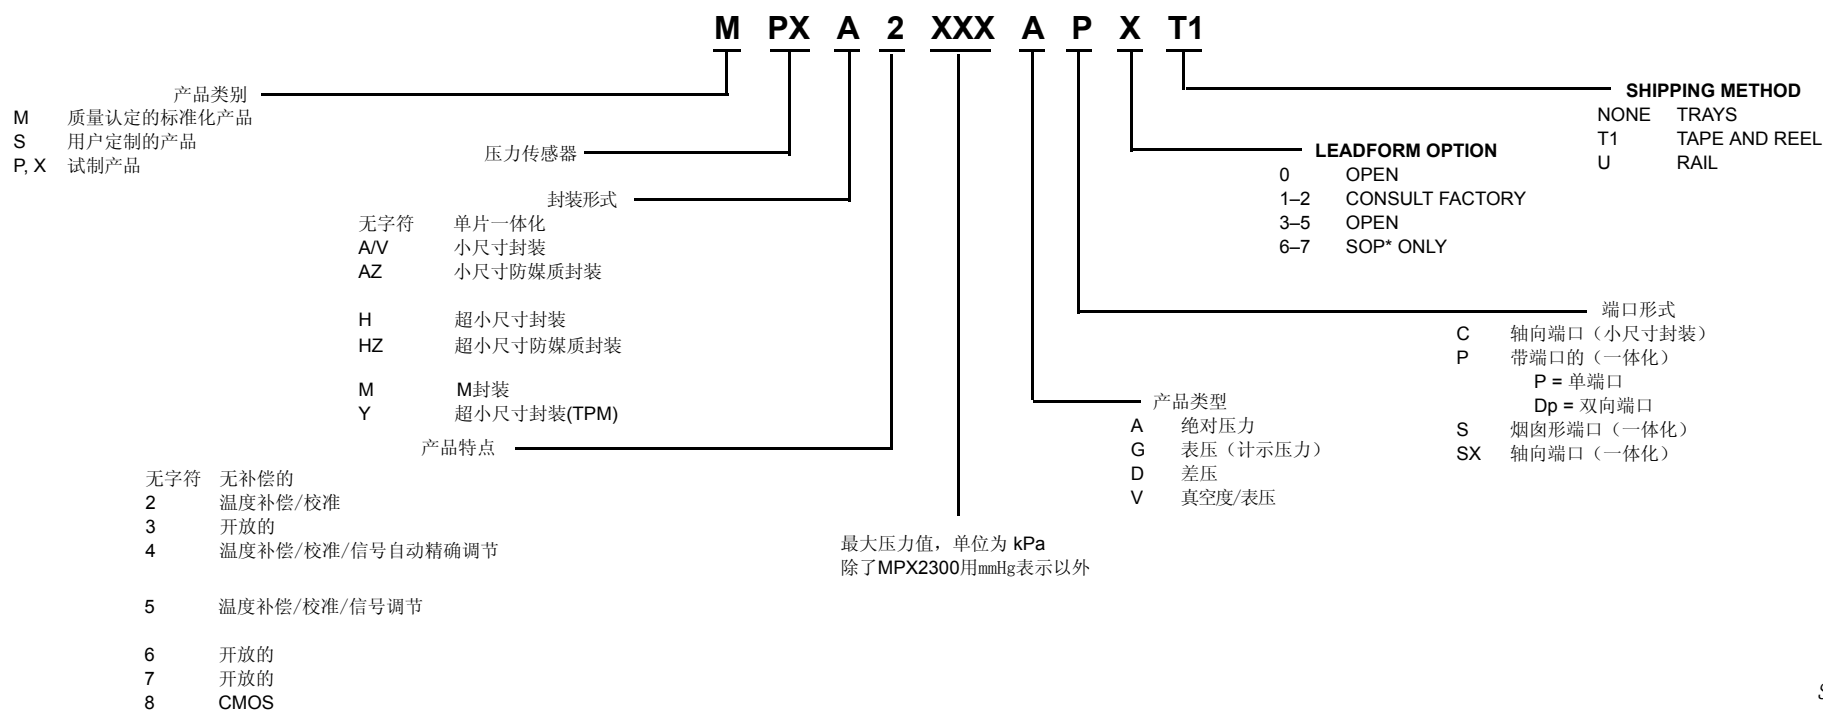 M PX A 2 XXX A P X T1
产品类别
M 质量认定的标准化产品
S 用户定制的产品
P, X 试制产品
压力传感器
封装形式
无字符 单片一体化
A/V 小尺寸封装
AZ 小尺寸防媒质封装
H 超小尺寸封装
HZ 超小尺寸防媒质封装
M M封装
Y 超小尺寸封装(TPM)
产品特点
无字符 无补偿的
2 温度补偿/校准
3 开放的
4 温度补偿/校准/信号自动精确调节
5 温度补偿/校准/信号调节
6 开放的
7 开放的
8 CMOS
最大压力值，单位为 kPa
除了MPX2300用mmHg表示以外
产品类型
A 绝对压力
G 表压（计示压力）
D 差压
V 真空度/表压
端口形式
C 轴向端口（小尺寸封装）
P 带端口的（一体化）
P = 单端口
Dp = 双向端口
S 烟囱形端口（一体化）
SX 轴向端口（一体化）
LEADFORM OPTION
0 OPEN
1–2 CONSULT FACTORY
3–5 OPEN
6–7 SOP* ONLY
SHIPPING METHOD
NONE TRAYS
T1 TAPE AND REEL
U RAIL